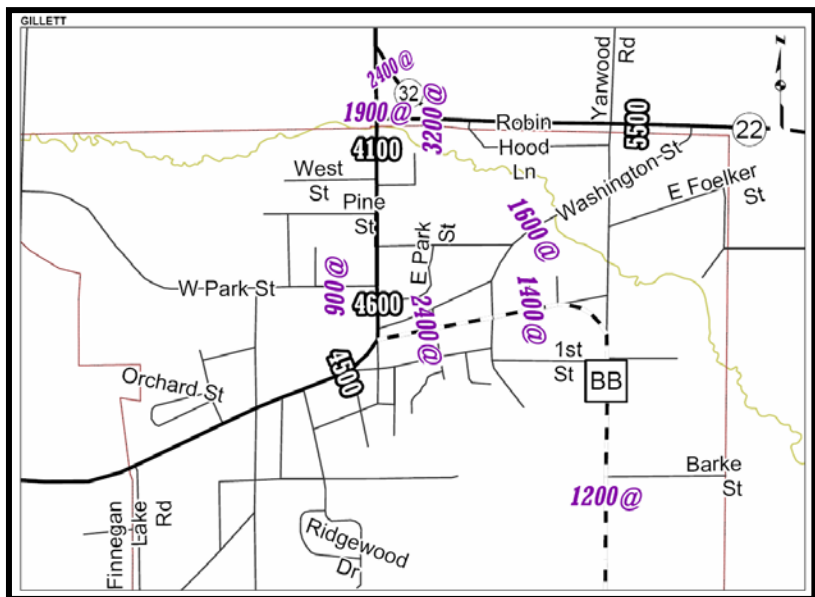 GILLETT
2400@
32
1900@
3200@
Robin
Hood
Ln
Yarwood
Rd
5500
22
N
4100
West
St
Pine
St
Washington St
E Foelker
St
1600@
E Park
St
W Park St
900@
4600
2400@
1400@
1st
St
BB
4500
Orchard St
Barke
St
1200@
Finnegan
Lake
Rd
Ridgewood
Dr